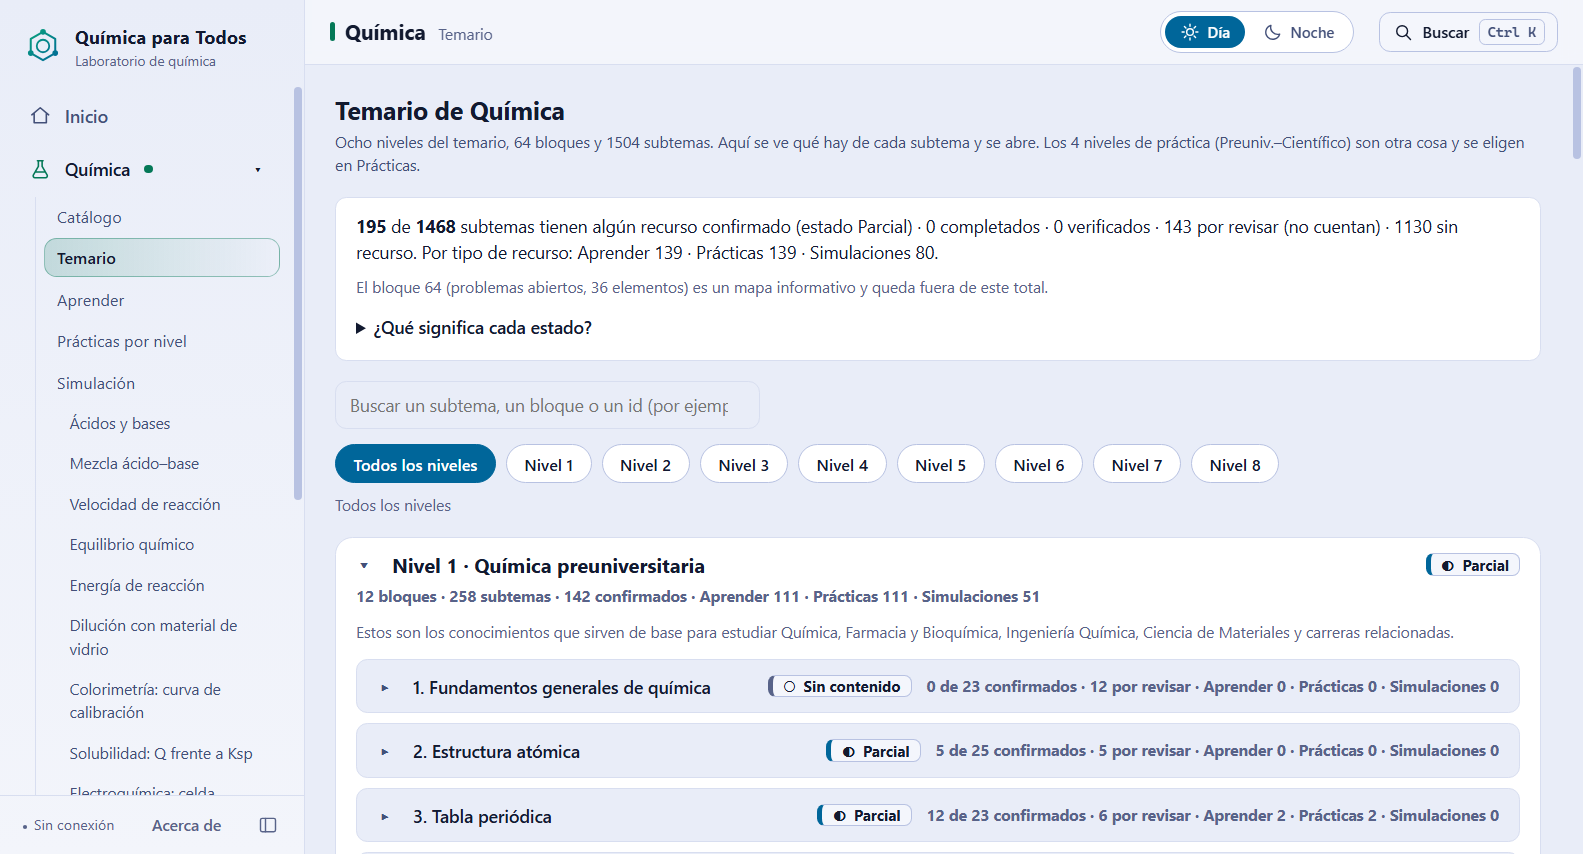 Química para Todos
Laboratorio de química
Inicio
Química
Catálogo
Temario
Aprender
Prácticas por nivel
Simulación
Ácidos y bases
Mezcla ácido–base
Velocidad de reacción
Equilibrio químico
Energía de reacción
Dilución con material de
vidrio
Colorimetría: curva de
calibración
Solubilidad: Q frente a Ksp
Electroquímica: celda
Sin conexión
Acerca de
Química Temario
Día
Noche
Buscar Ctrl K
Temario de Química
Ocho niveles del temario, 64 bloques y 1504 subtemas. Aquí se ve qué hay de cada subtema y se abre. Los 4 niveles de práctica (Preuniv.–Científico) son otra cosa y se eligen
en Prácticas.
195 de 1468 subtemas tienen algún recurso confirmado (estado Parcial) · 0 completados · 0 verificados · 143 por revisar (no cuentan) · 1130 sin
recurso. Por tipo de recurso: Aprender 139 · Prácticas 139 · Simulaciones 80.
El bloque 64 (problemas abiertos, 36 elementos) es un mapa informativo y queda fuera de este total.
¿Qué significa cada estado?
Buscar un subtema, un bloque o un id (por ejemp
Todos los niveles
Nivel 1
Nivel 2
Nivel 3
Nivel 4
Nivel 5
Nivel 6
Nivel 7
Nivel 8
Todos los niveles
Nivel 1 · Química preuniversitaria
Parcial
12 bloques · 258 subtemas · 142 confirmados · Aprender 111 · Prácticas 111 · Simulaciones 51
Estos son los conocimientos que sirven de base para estudiar Química, Farmacia y Bioquímica, Ingeniería Química, Ciencia de Materiales y carreras relacionadas.
1. Fundamentos generales de química Sin contenido 0 de 23 confirmados · 12 por revisar · Aprender 0 · Prácticas 0 · Simulaciones 0
2. Estructura atómica Parcial 5 de 25 confirmados · 5 por revisar · Aprender 0 · Prácticas 0 · Simulaciones 0
3. Tabla periódica Parcial 12 de 23 confirmados · 6 por revisar · Aprender 2 · Prácticas 2 · Simulaciones 0